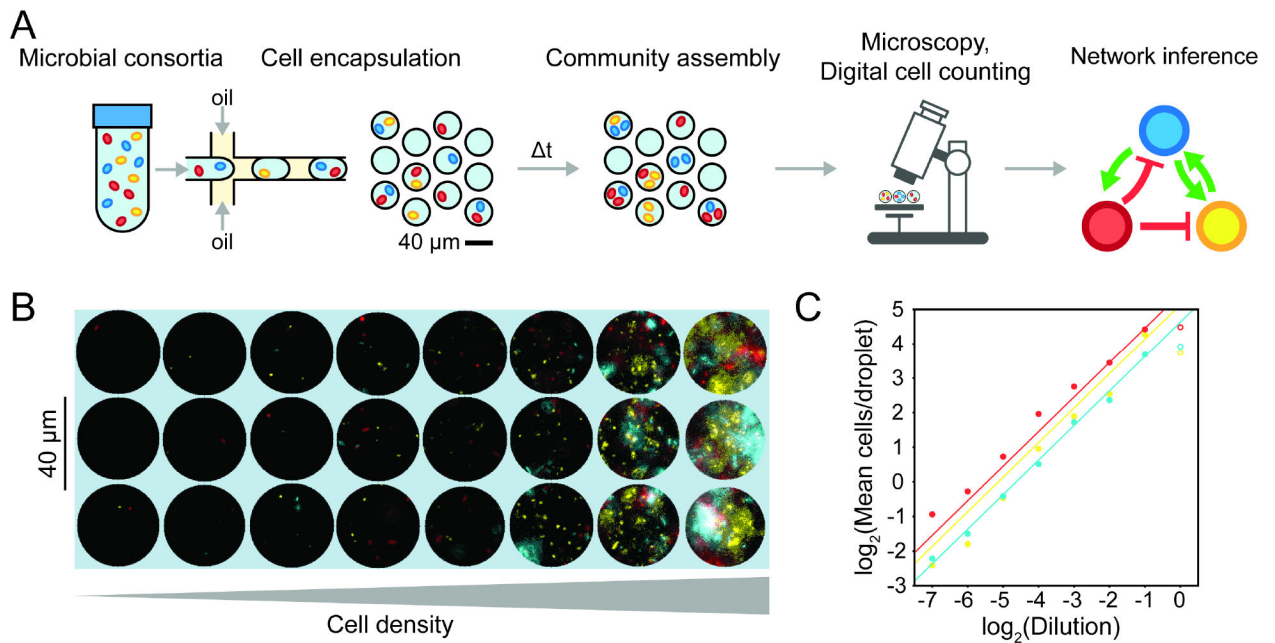 A
Microbial consortia
Cell encapsulation
Community assembly
Microscopy,
Digital cell counting
Network inference
oil
Δt
oil
40 μm
B
40 μm
Cell density
C
log₂(Mean cells/droplet)
5
4
3
2
1
0
-1
-2
-3
-7 -6 -5 -4 -3 -2 -1 0
log₂(Dilution)